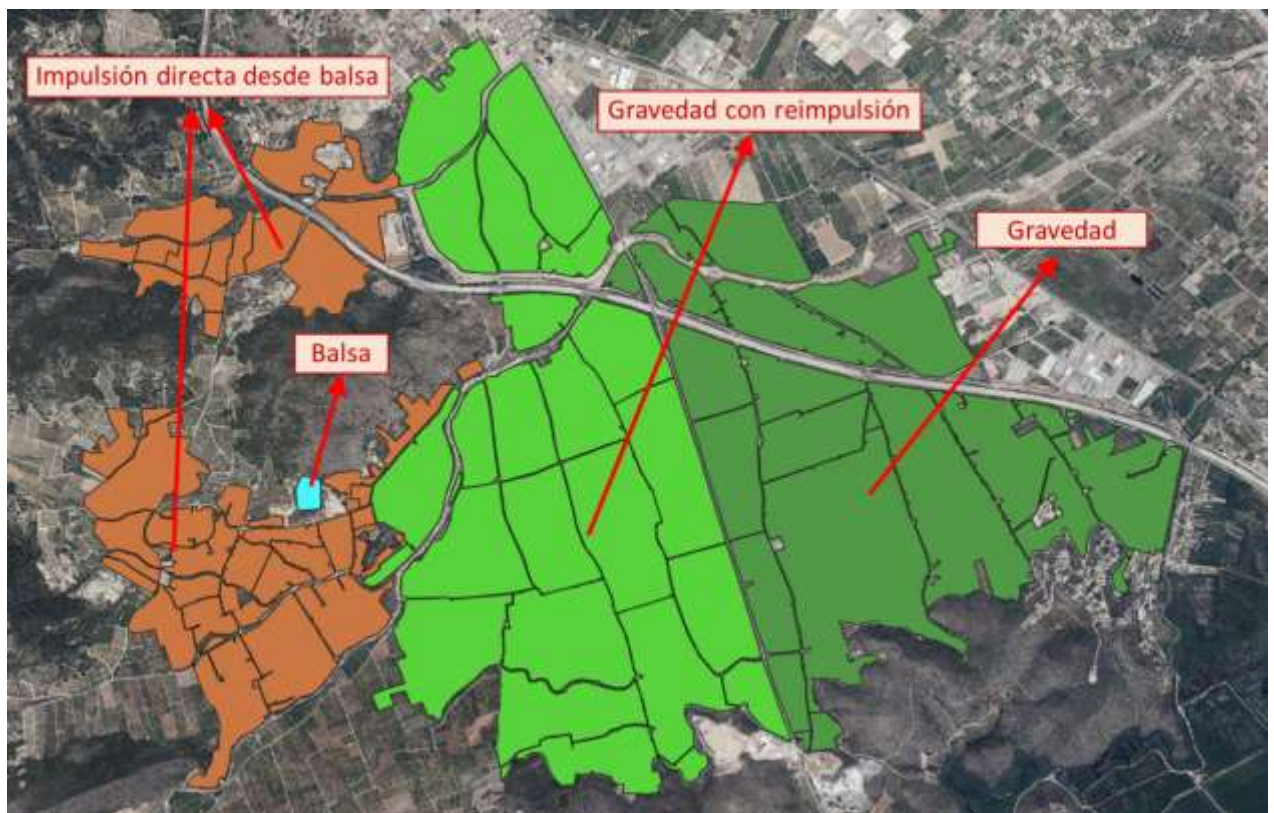 Impulsión directa desde balsa
Gravedad con reimpulsión
Gravedad
Balsa